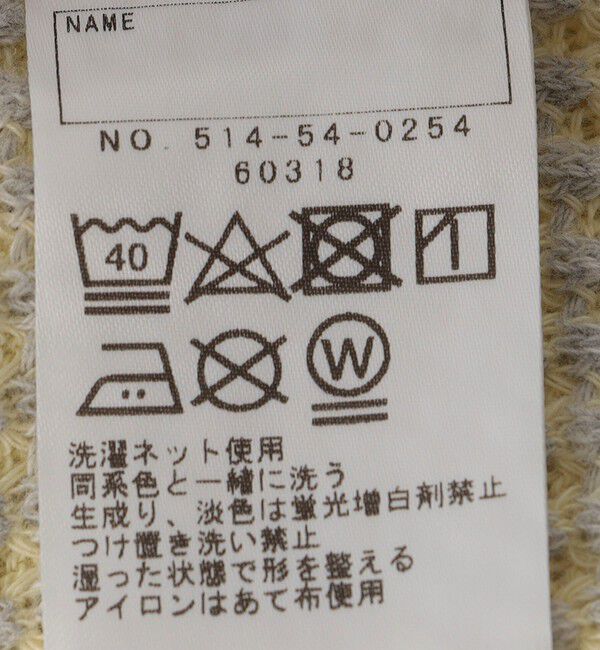 NAME
NO. 514-54-0254
60318
40
W
洗濯ネット使用
同系色と一緒に洗う
生成り、淡色は蛍光増白剤禁止
つけ置き洗い禁止
湿った状態で形を整える
アイロンはあて布使用